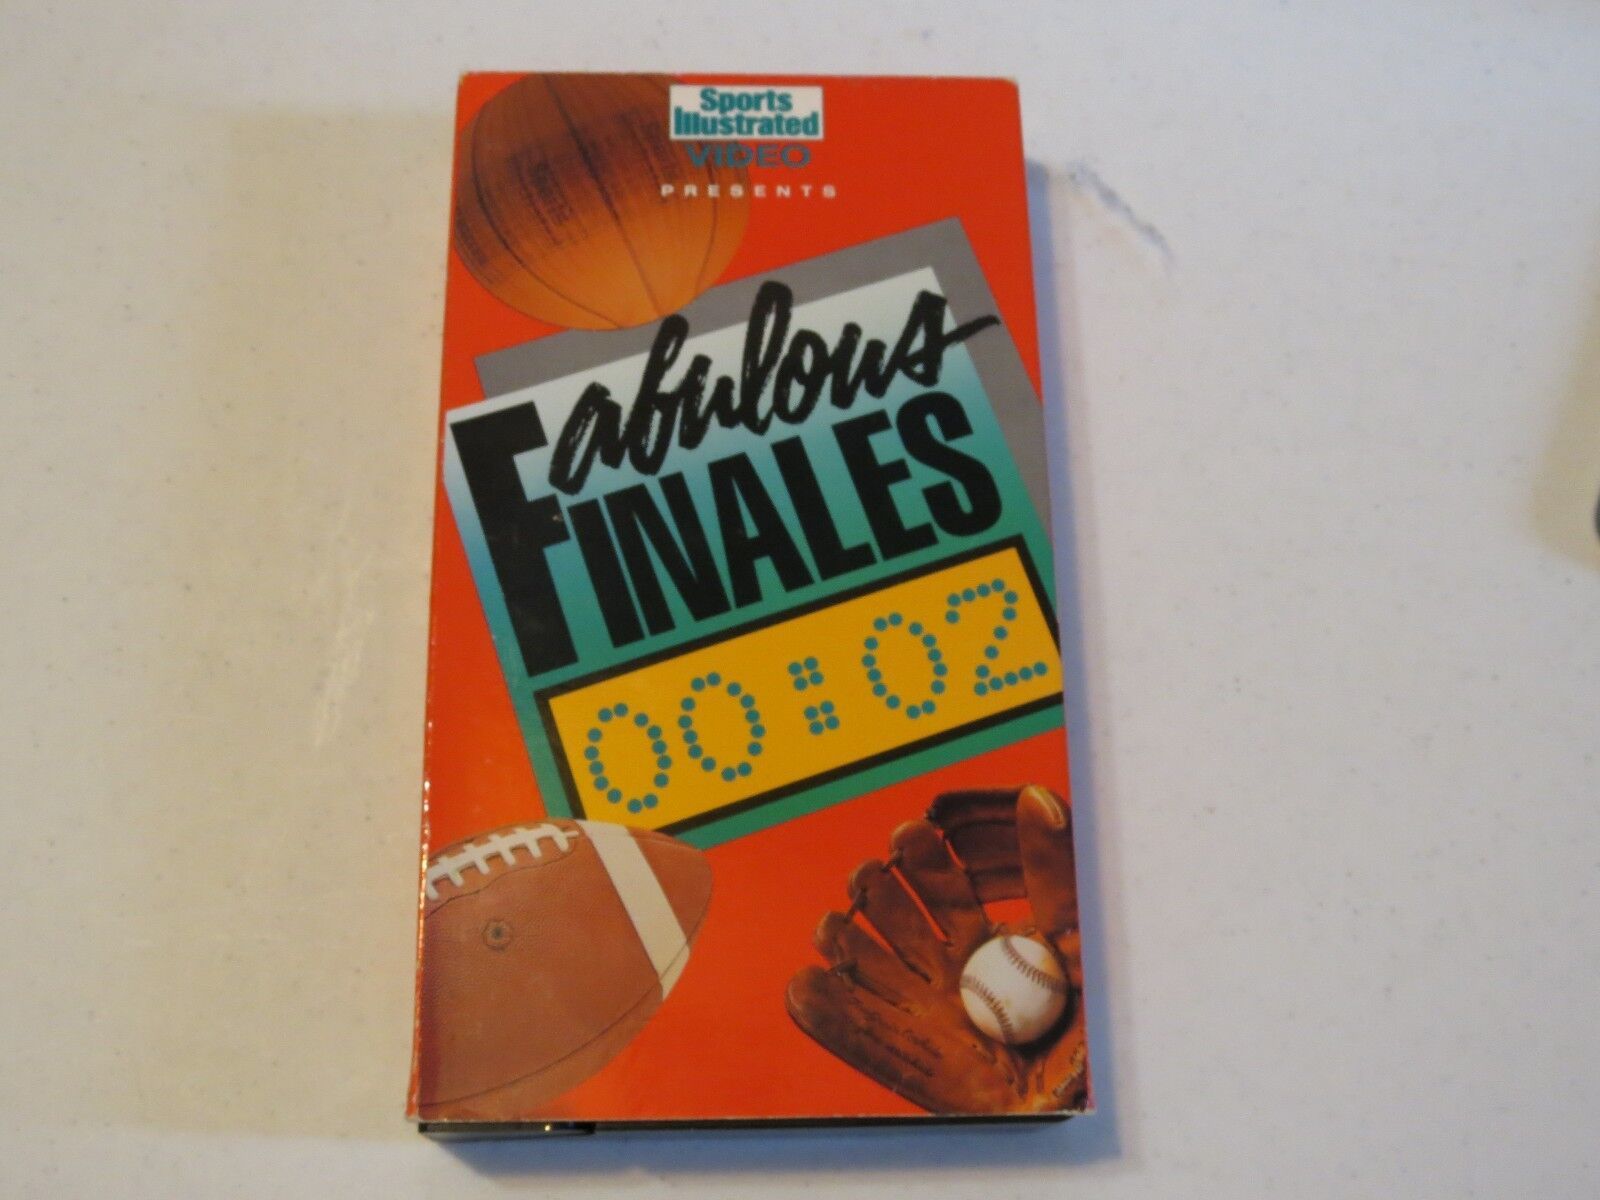 Sports
Illustrated
VIDEO
PRESENTS
Fabulous
FINALES
00:02